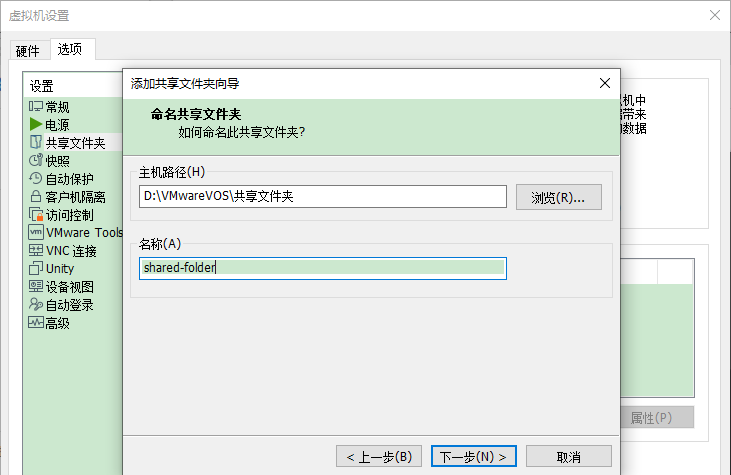 虚拟机设置
硬件
选项
设置
常规
电源
共享文件夹
快照
自动保护
客户机隔离
访问控制
VMware Tools
VNC 连接
Unity
设备视图
自动登录
高级
添加共享文件夹向导
命名共享文件夹
如何命名此共享文件夹?
主机路径(H)
D:\VMwareVOS\共享文件夹
浏览(R)...
名称(A)
shared-folder
机中
带来
数据
属性(P)
< 上一步(B)
下一步(N) >
取消